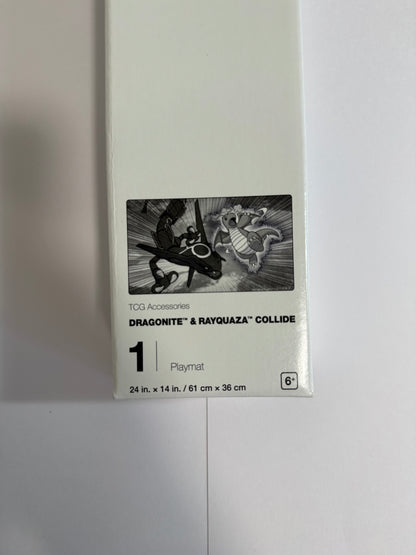 TCG Accessories
DRAGONITE™ & RAYQUAZA™ COLLIDE
1 Playmat
24 in. × 14 in. / 61 cm × 36 cm
6+